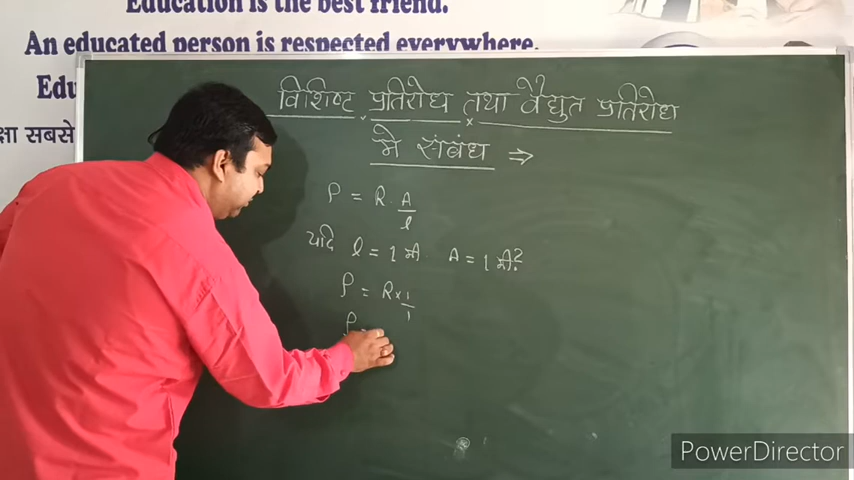 Education is the best friend.
An educated person is respected everywhere.
Edu
क्षा सबसे
विशिष्ट प्रतिरोध तथा वैद्युत प्रतिरोध
मे संबंध ⇒
ρ = R . A/l
यदि l = 1 मी A = 1 मी.²
ρ = R × 1/1
ρ
PowerDirector